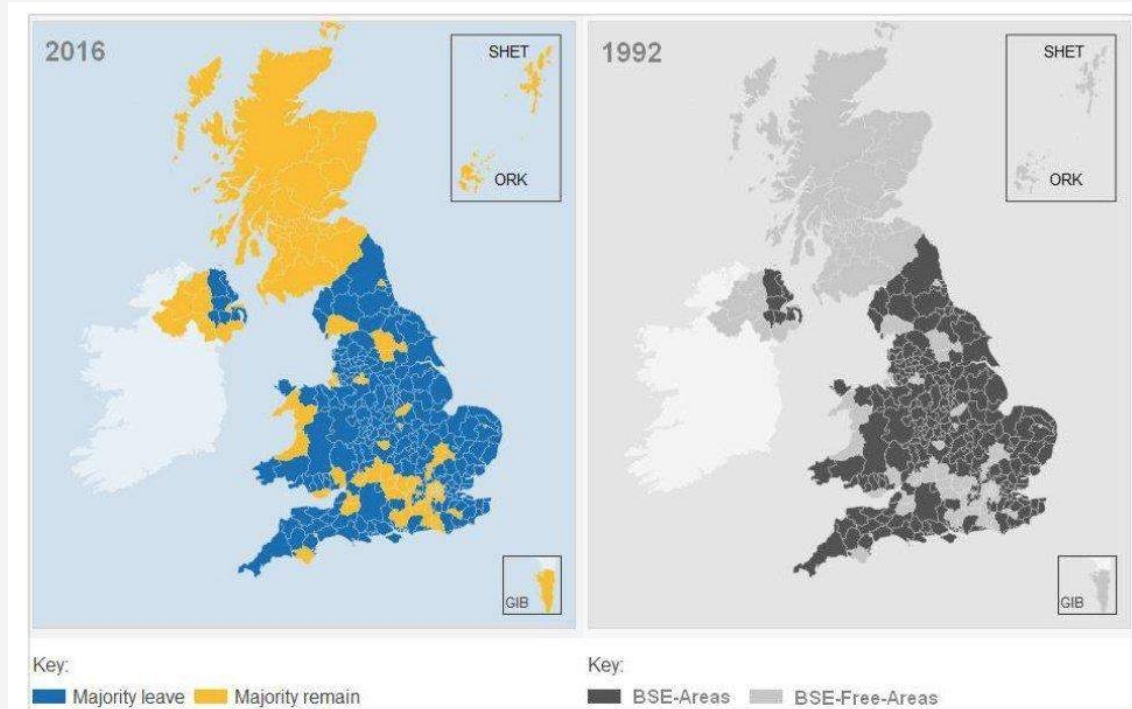 2016
SHET
ORK
GIB
Key:
Majority leave Majority remain
1992
SHET
ORK
GIB
Key:
BSE-Areas BSE-Free-Areas